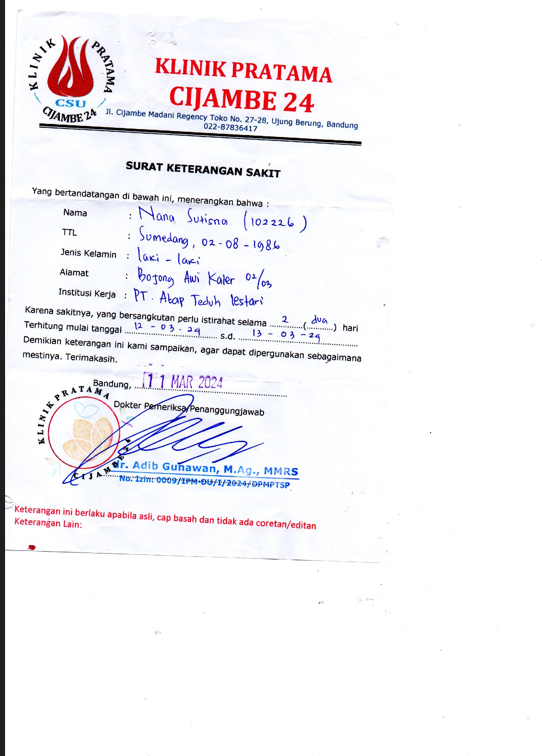 KLINIK PRATAMA
CSU
CIJAMBE 24
KLINIK PRATAMA
CIJAMBE 24
Jl. Cijambe Madani Regency Toko No. 27-28, Ujung Berung, Bandung
022-87836417
SURAT KETERANGAN SAKIT
Yang bertandatangan di bawah ini, menerangkan bahwa :
Nama : Nana Sutisna (102226)
TTL : Sumedang, 02-08-1986
Jenis Kelamin : laki - laki
Alamat : Bojong Awi Kaler 02/03
Institusi Kerja : PT. Atap Teduh lestari
Karena sakitnya, yang bersangkutan perlu istirahat selama 2 (dua) hari
Terhitung mulai tanggal 12 - 03 - 24 s.d. 13 - 03 - 24
Demikian keterangan ini kami sampaikan, agar dapat dipergunakan sebagaimana
mestinya. Terimakasih.
Bandung, 11 MAR 2024
Dokter Pemeriksa/Penanggungjawab
KLINIK PRATAMA
CIJAMBE 24
dr. Adib Gunawan, M.Ag., MMRS
No. Izin: 0009/IPM-DU/I/2024/DPMPTSP
Keterangan ini berlaku apabila asli, cap basah dan tidak ada coretan/editan
Keterangan Lain: